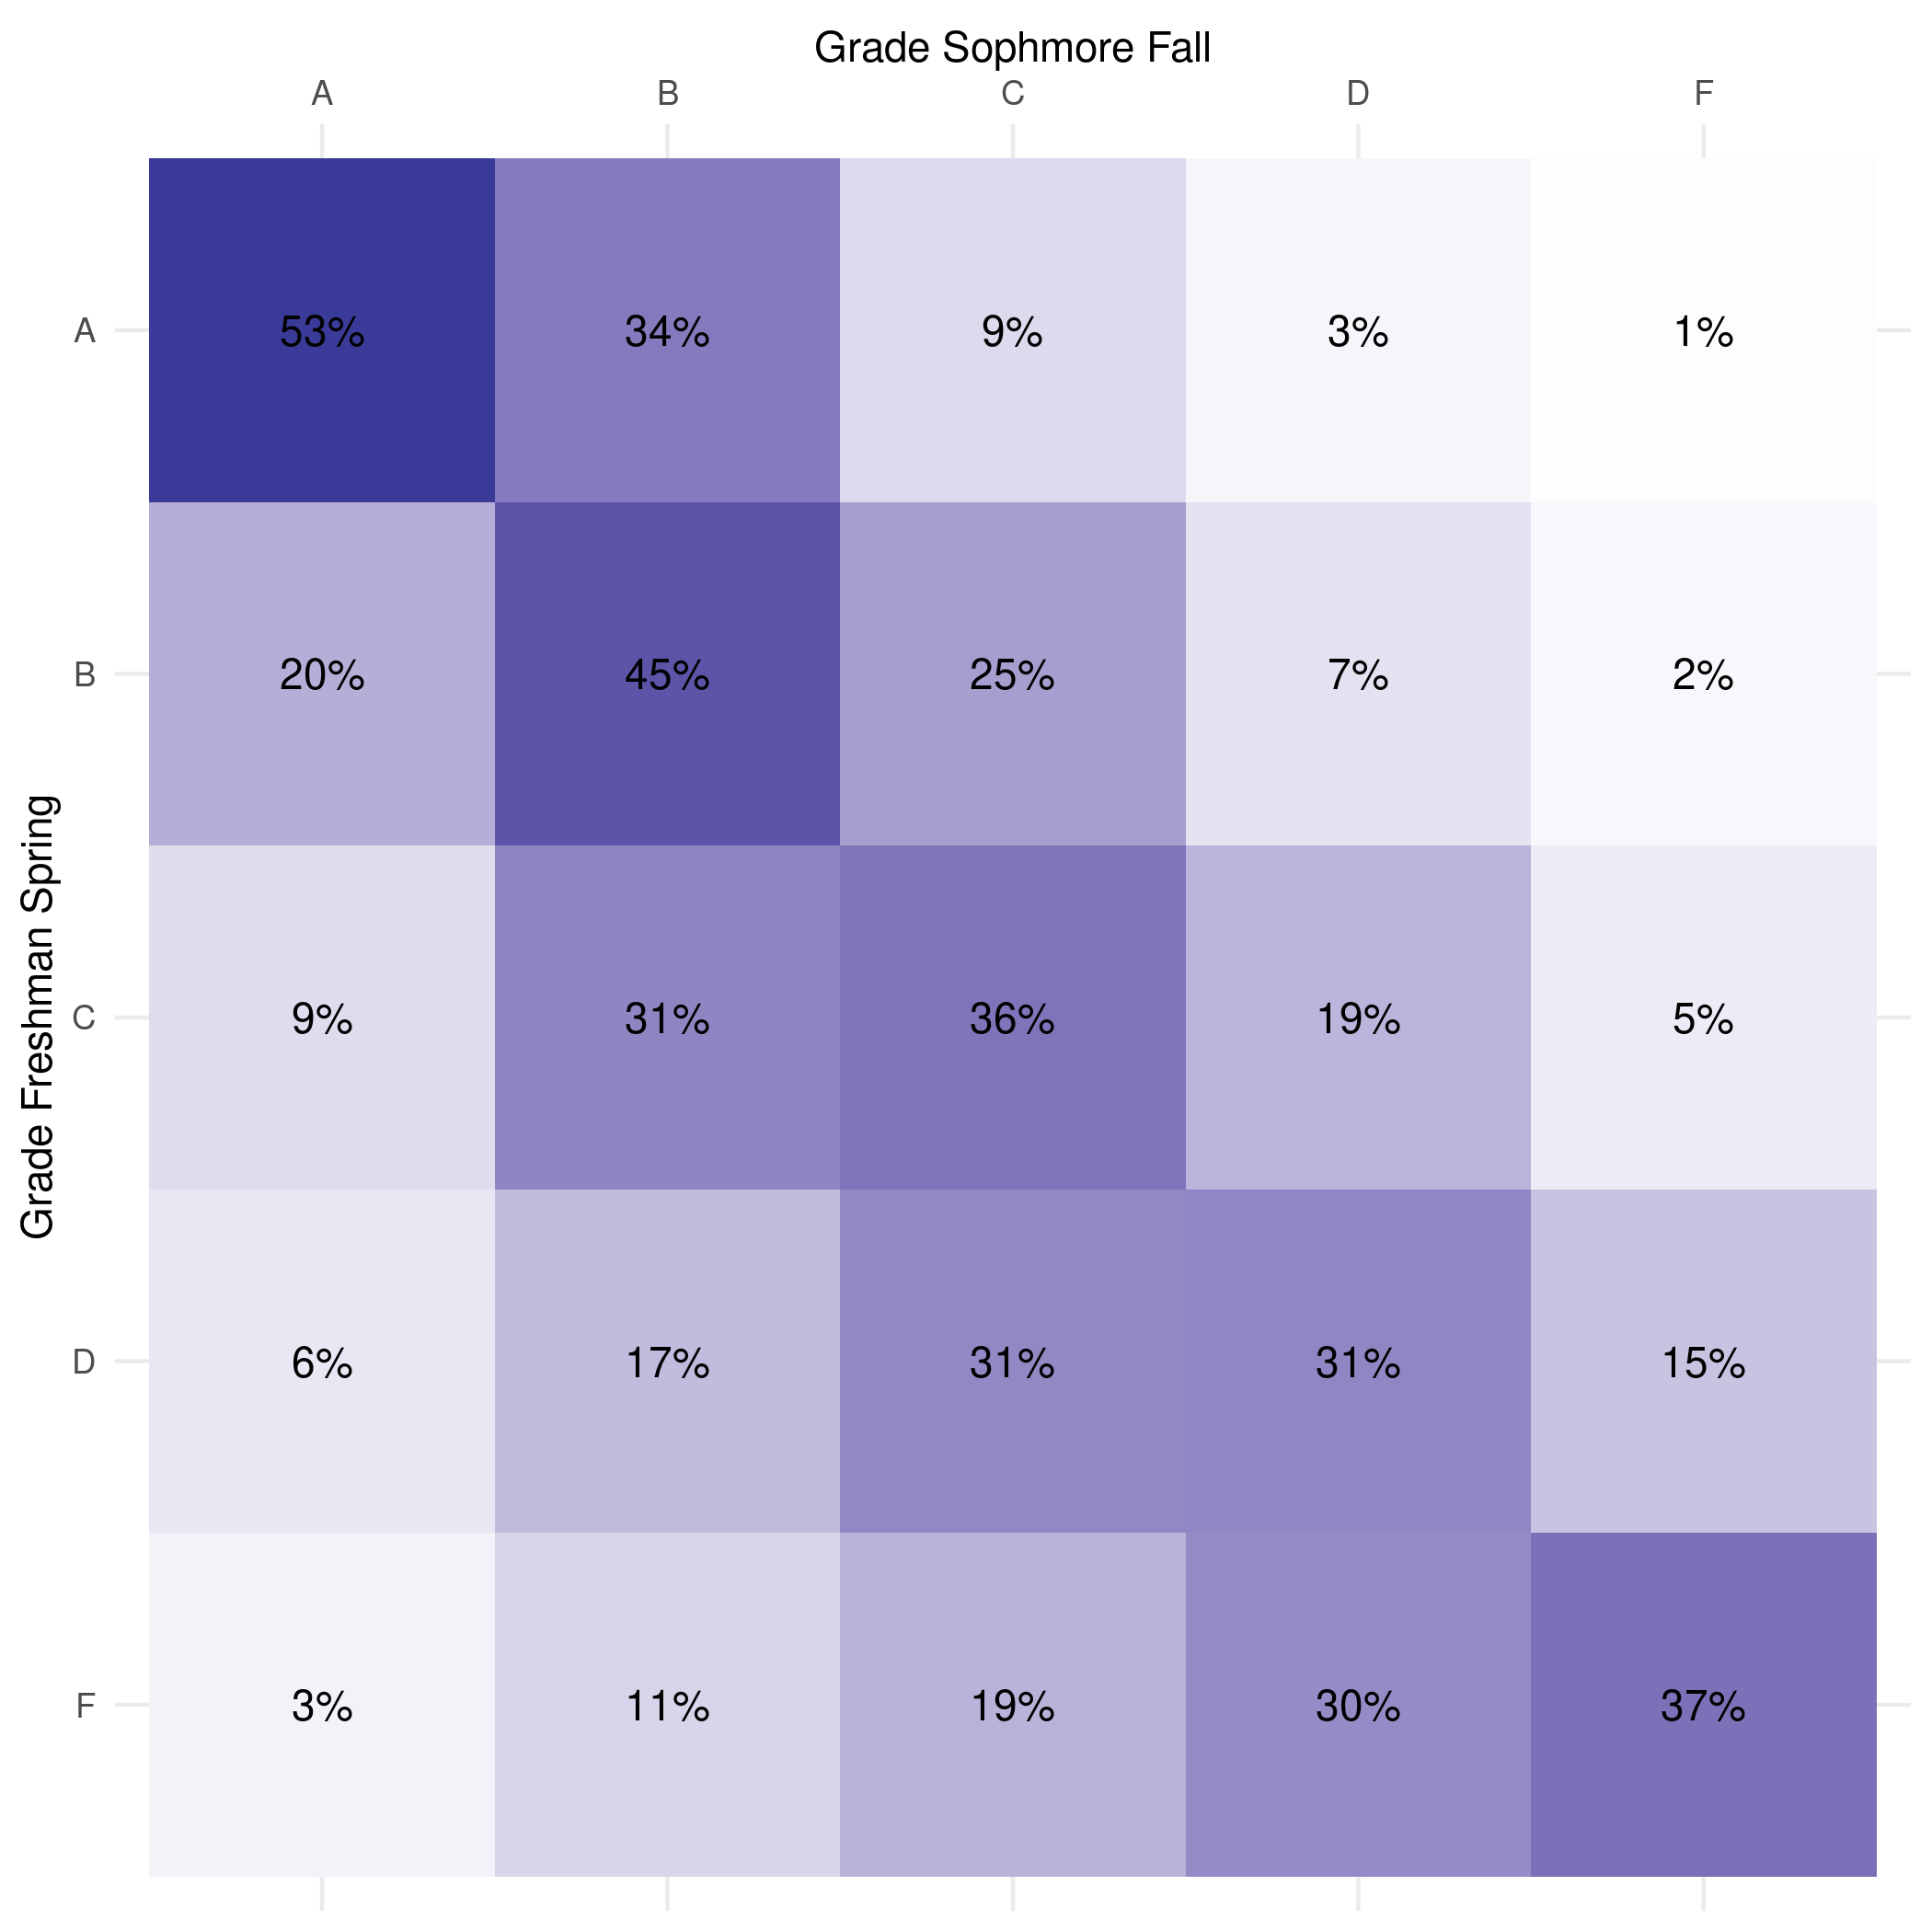 Grade Sophmore Fall
A B C D F
A 53% 34% 9% 3% 1%
B 20% 45% 25% 7% 2%
Grade Freshman Spring
C 9% 31% 36% 19% 5%
D 6% 17% 31% 31% 15%
F 3% 11% 19% 30% 37%